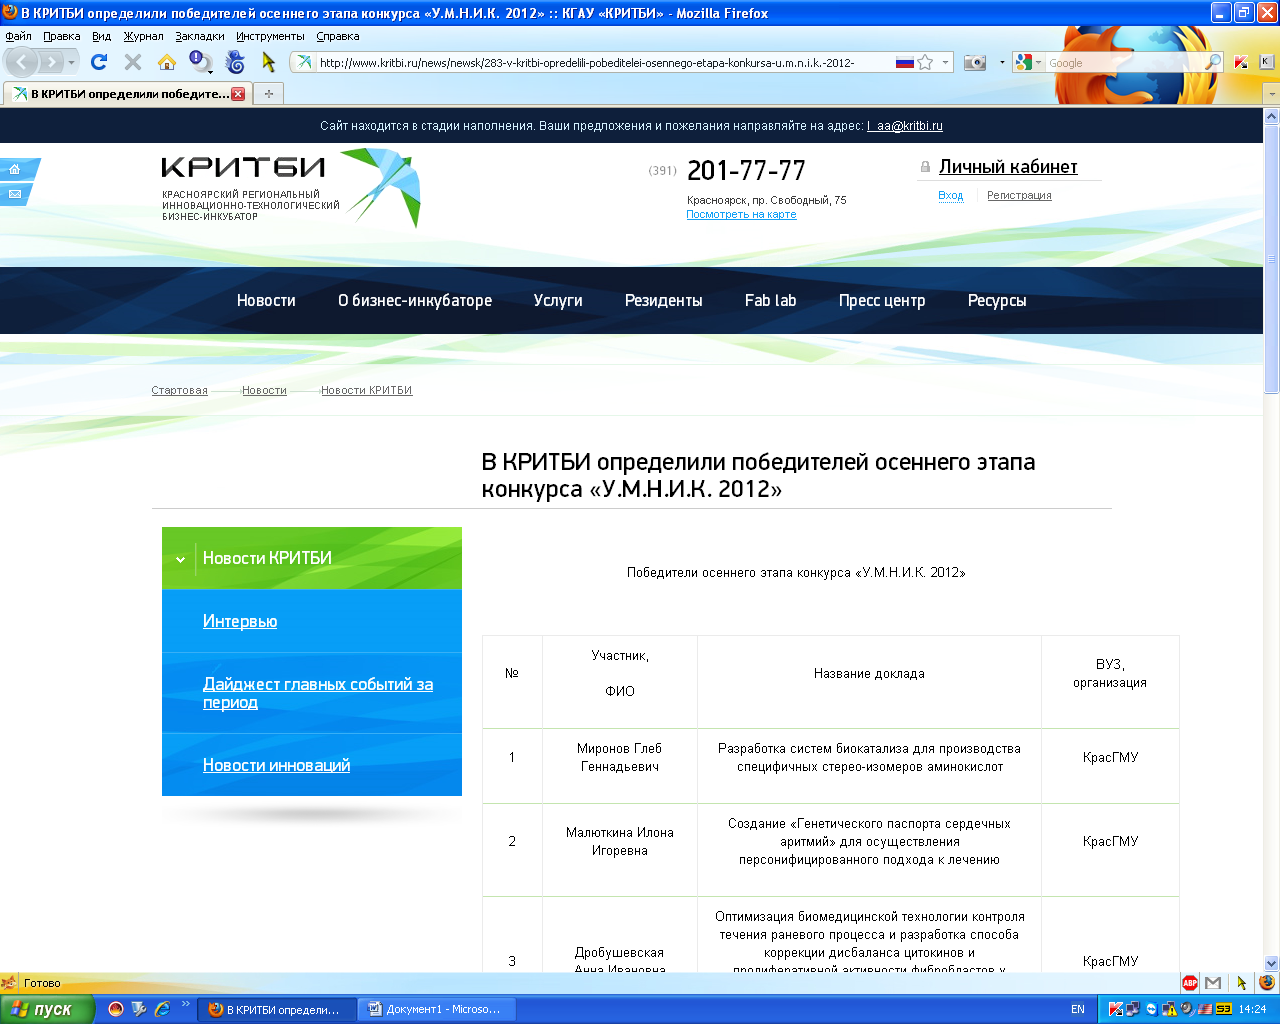 В КРИТБИ определили победителей осеннего этапа конкурса «У.М.Н.И.К. 2012» :: КГАУ «КРИТБИ» - Mozilla Firefox
Файл Правка Вид Журнал Закладки Инструменты Справка
http://www.kritbi.ru/news/newsk/283-v-kritbi-opredelili-pobeditelei-osennego-etapa-konkursa-u.m.n.i.k.-2012-
Google
В КРИТБИ определили победите...
Сайт находится в стадии наполнения. Ваши предложения и пожелания направляйте на адрес: l_aa@kritbi.ru
КРИТБИ
КРАСНОЯРСКИЙ РЕГИОНАЛЬНЫЙ
ИННОВАЦИОННО-ТЕХНОЛОГИЧЕСКИЙ
БИЗНЕС-ИНКУБАТОР
(391) 201-77-77
Красноярск, пр. Свободный, 75
Посмотреть на карте
Личный кабинет
Вход Регистрация
Новости О бизнес-инкубаторе Услуги Резиденты Fab lab Пресс центр Ресурсы
Стартовая Новости Новости КРИТБИ
В КРИТБИ определили победителей осеннего этапа
конкурса «У.М.Н.И.К. 2012»
Новости КРИТБИ
Интервью
Дайджест главных событий за
период
Новости инноваций
Победители осеннего этапа конкурса «У.М.Н.И.К. 2012»
№
Участник,
ФИО
Название доклада
ВУЗ,
организация
1
Миронов Глеб
Геннадьевич
Разработка систем биокатализа для производства
специфичных стерео-изомеров аминокислот
КрасГМУ
2
Малюткина Илона
Игоревна
Создание «Генетического паспорта сердечных
аритмий» для осуществления
персонифицированного подхода к лечению
КрасГМУ
3
Дробушевская
Анна Ивановна
Оптимизация биомедицинской технологии контроля
течения раневого процесса и разработка способа
коррекции дисбаланса цитокинов и
пролиферативной активности фибробластов у
КрасГМУ
Готово
ABP
пуск
В КРИТБИ определи...
Документ1 - Microso...
EN
14:24